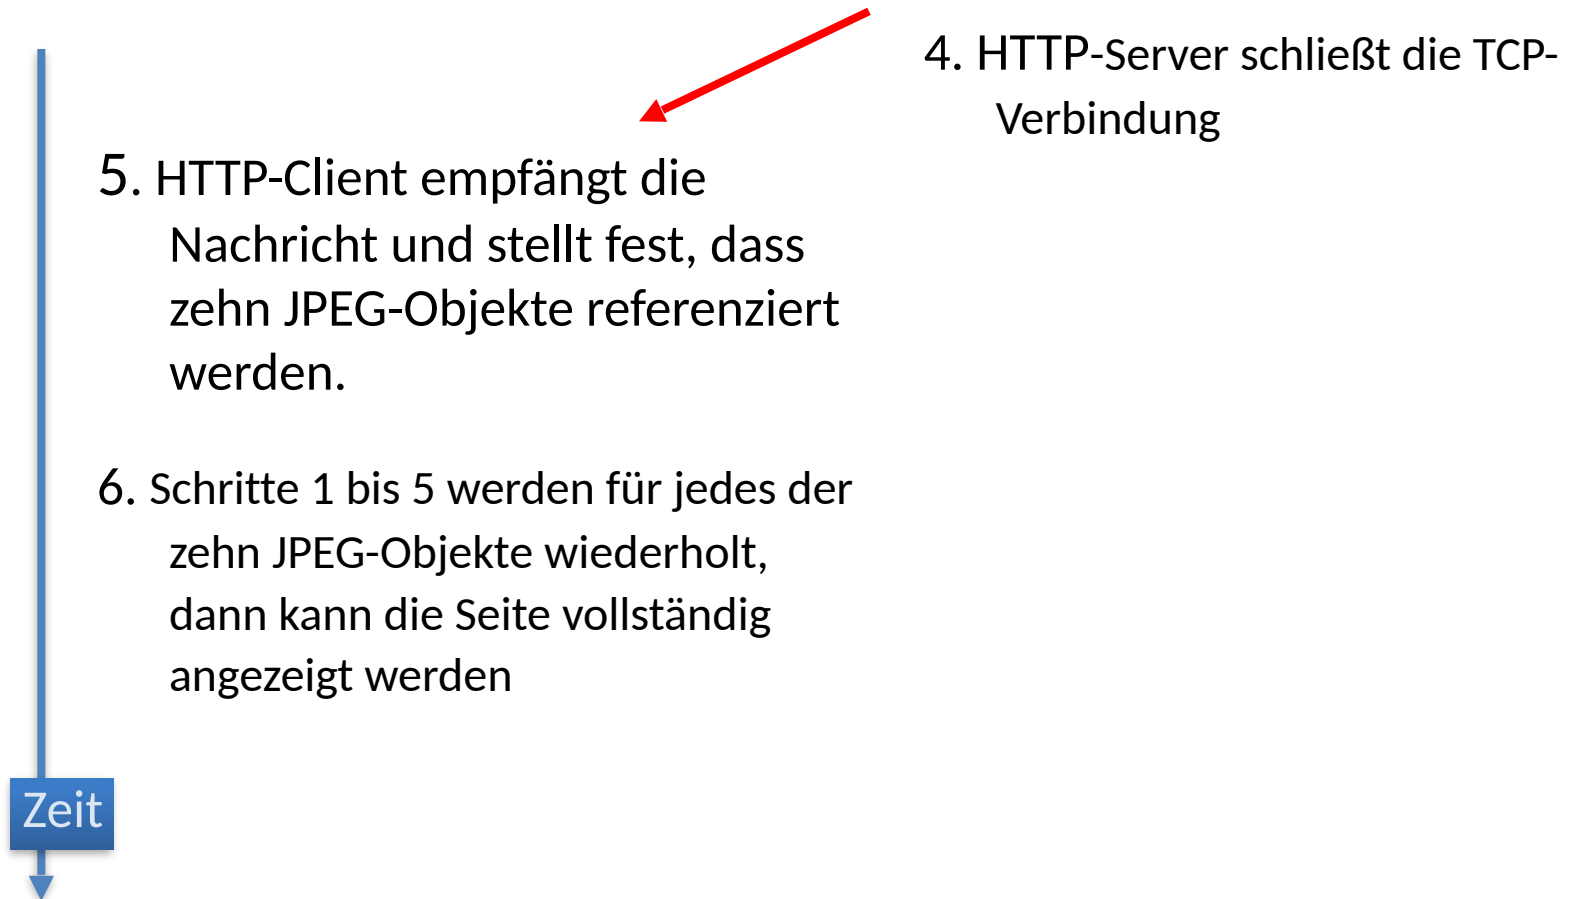 4. HTTP-Server schließt die TCP-
Verbindung
5. HTTP-Client empfängt die
Nachricht und stellt fest, dass
zehn JPEG-Objekte referenziert
werden.
6. Schritte 1 bis 5 werden für jedes der
zehn JPEG-Objekte wiederholt,
dann kann die Seite vollständig
angezeigt werden
Zeit